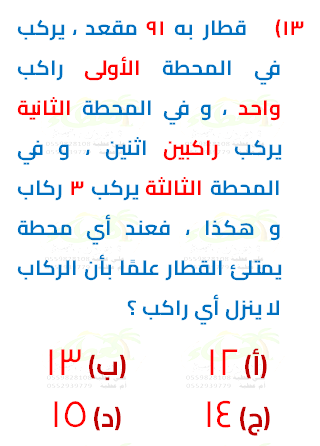 ١٣) قطار به ٩١ مقعد ، يركب
في المحطة الأولى راكب
واحد ، و في المحطة الثانية
يركب راكبين اثنين ، و في
المحطة الثالثة يركب ٣ ركاب
و هكذا ، فعند أي محطة
يمتلئ القطار علمًا بأن الركاب
لا ينزل أي راكب ؟
(أ) ١٢ (ب) ١٣
(ج) ١٤ (د) ١٥